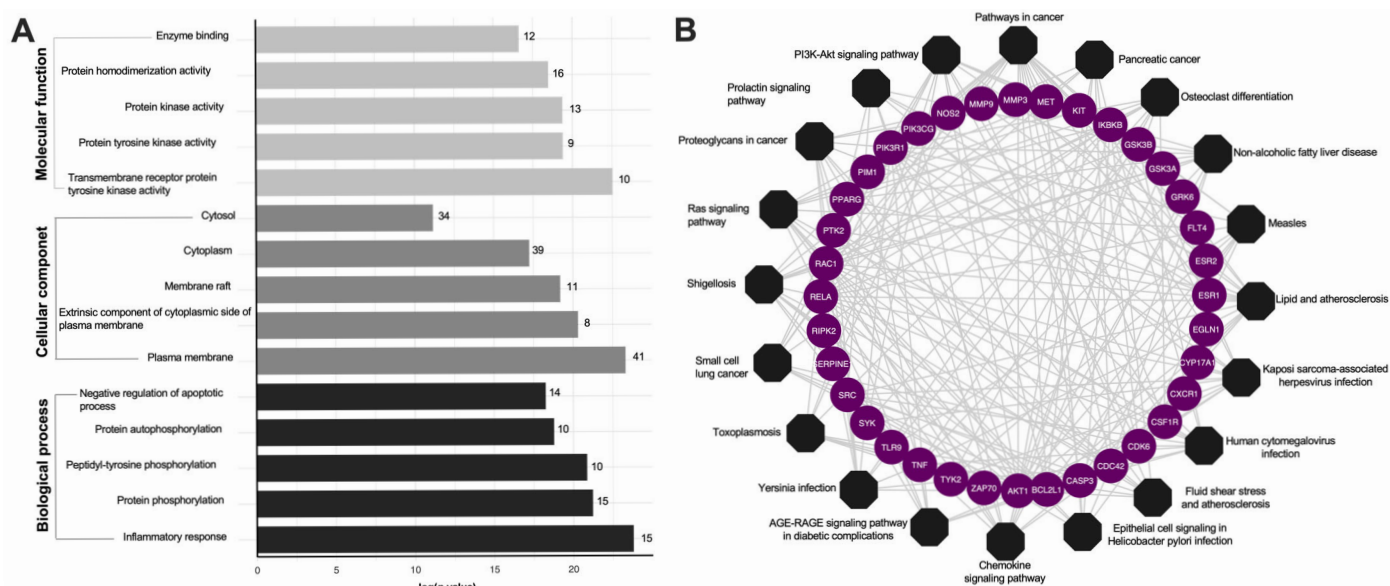 A
Molecular function
Enzyme binding
12
Protein homodimerization activity
16
Protein kinase activity
13
Protein tyrosine kinase activity
9
Transmembrane receptor protein
tyrosine kinase activity
10
Cellular componet
Cytosol
34
Cytoplasm
39
Membrane raft
11
Extrinsic component of cytoplasmic side of
plasma membrane
8
Plasma membrane
41
Biological process
Negative regulation of apoptotic
process
14
Protein autophosphorylation
10
Peptidyl-tyrosine phosphorylation
10
Protein phosphorylation
15
Inflammatory response
15
0 5 10 15 20
B
Pathways in cancer
Pancreatic cancer
Osteoclast differentiation
Non-alcoholic fatty liver disease
Measles
Lipid and atherosclerosis
Kaposi sarcoma-associated
herpesvirus infection
Human cytomegalovirus
infection
Fluid shear stress
and atherosclerosis
Epithelial cell signaling in
Helicobacter pylori infection
Chemokine
signaling pathway
AGE-RAGE signaling pathway
in diabetic complications
Yersinia infection
Toxoplasmosis
Small cell
lung cancer
Shigellosis
Ras signaling
pathway
Proteoglycans in cancer
Prolactin signaling
pathway
PI3K-Akt signaling pathway
MMP3
MET
KIT
IKBKB
GSK3B
GSK3A
GRK6
FLT4
ESR2
ESR1
EGLN1
CYP17A1
CXCR1
CSF1R
CDK6
CDC42
CASP3
BCL2L1
AKT1
ZAP70
TYK2
TNF
TLR9
SYK
SRC
SERPINE
RIPK2
RELA
RAC1
PTK2
PPARG
PIM1
PIK3R1
PIK3CG
NOS2
MMP9